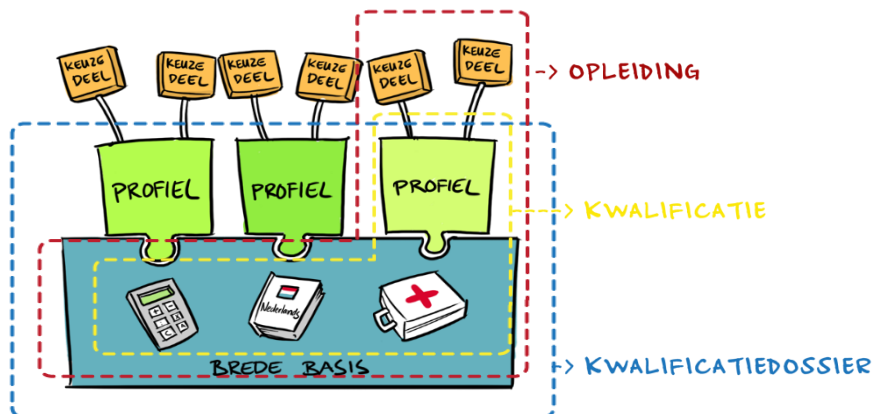 KEUZE DEEL
KEUZE DEEL
KEUZE DEEL
KEUZE DEEL
KEUZE DEEL
KEUZE DEEL
OPLEIDING
PROFIEL
PROFIEL
PROFIEL
KWALIFICATIE
Nederlands
BREDE BASIS
KWALIFICATIEDOSSIER